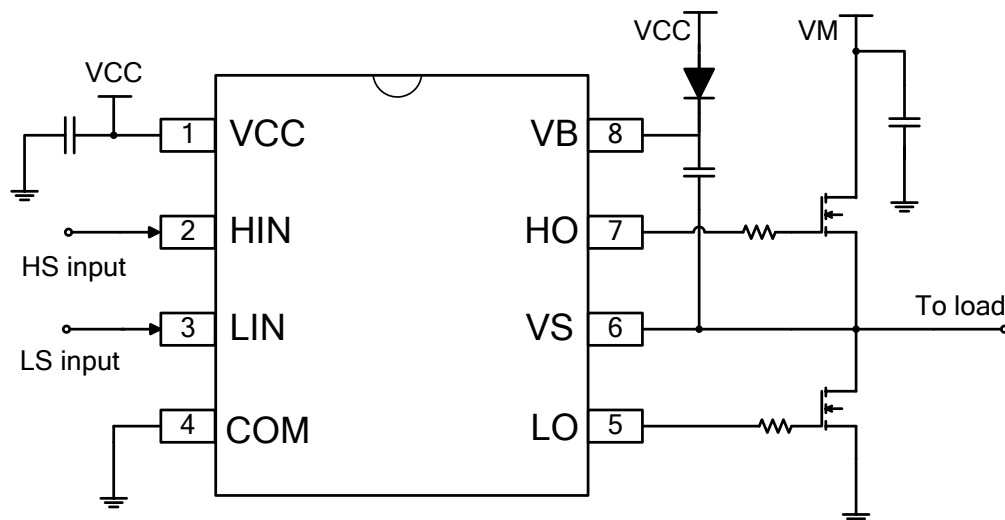 VCC
VM
VCC
1 VCC
VB 8
2 HIN
HO 7
HS input
3 LIN
VS 6
To load
LS input
4 COM
LO 5